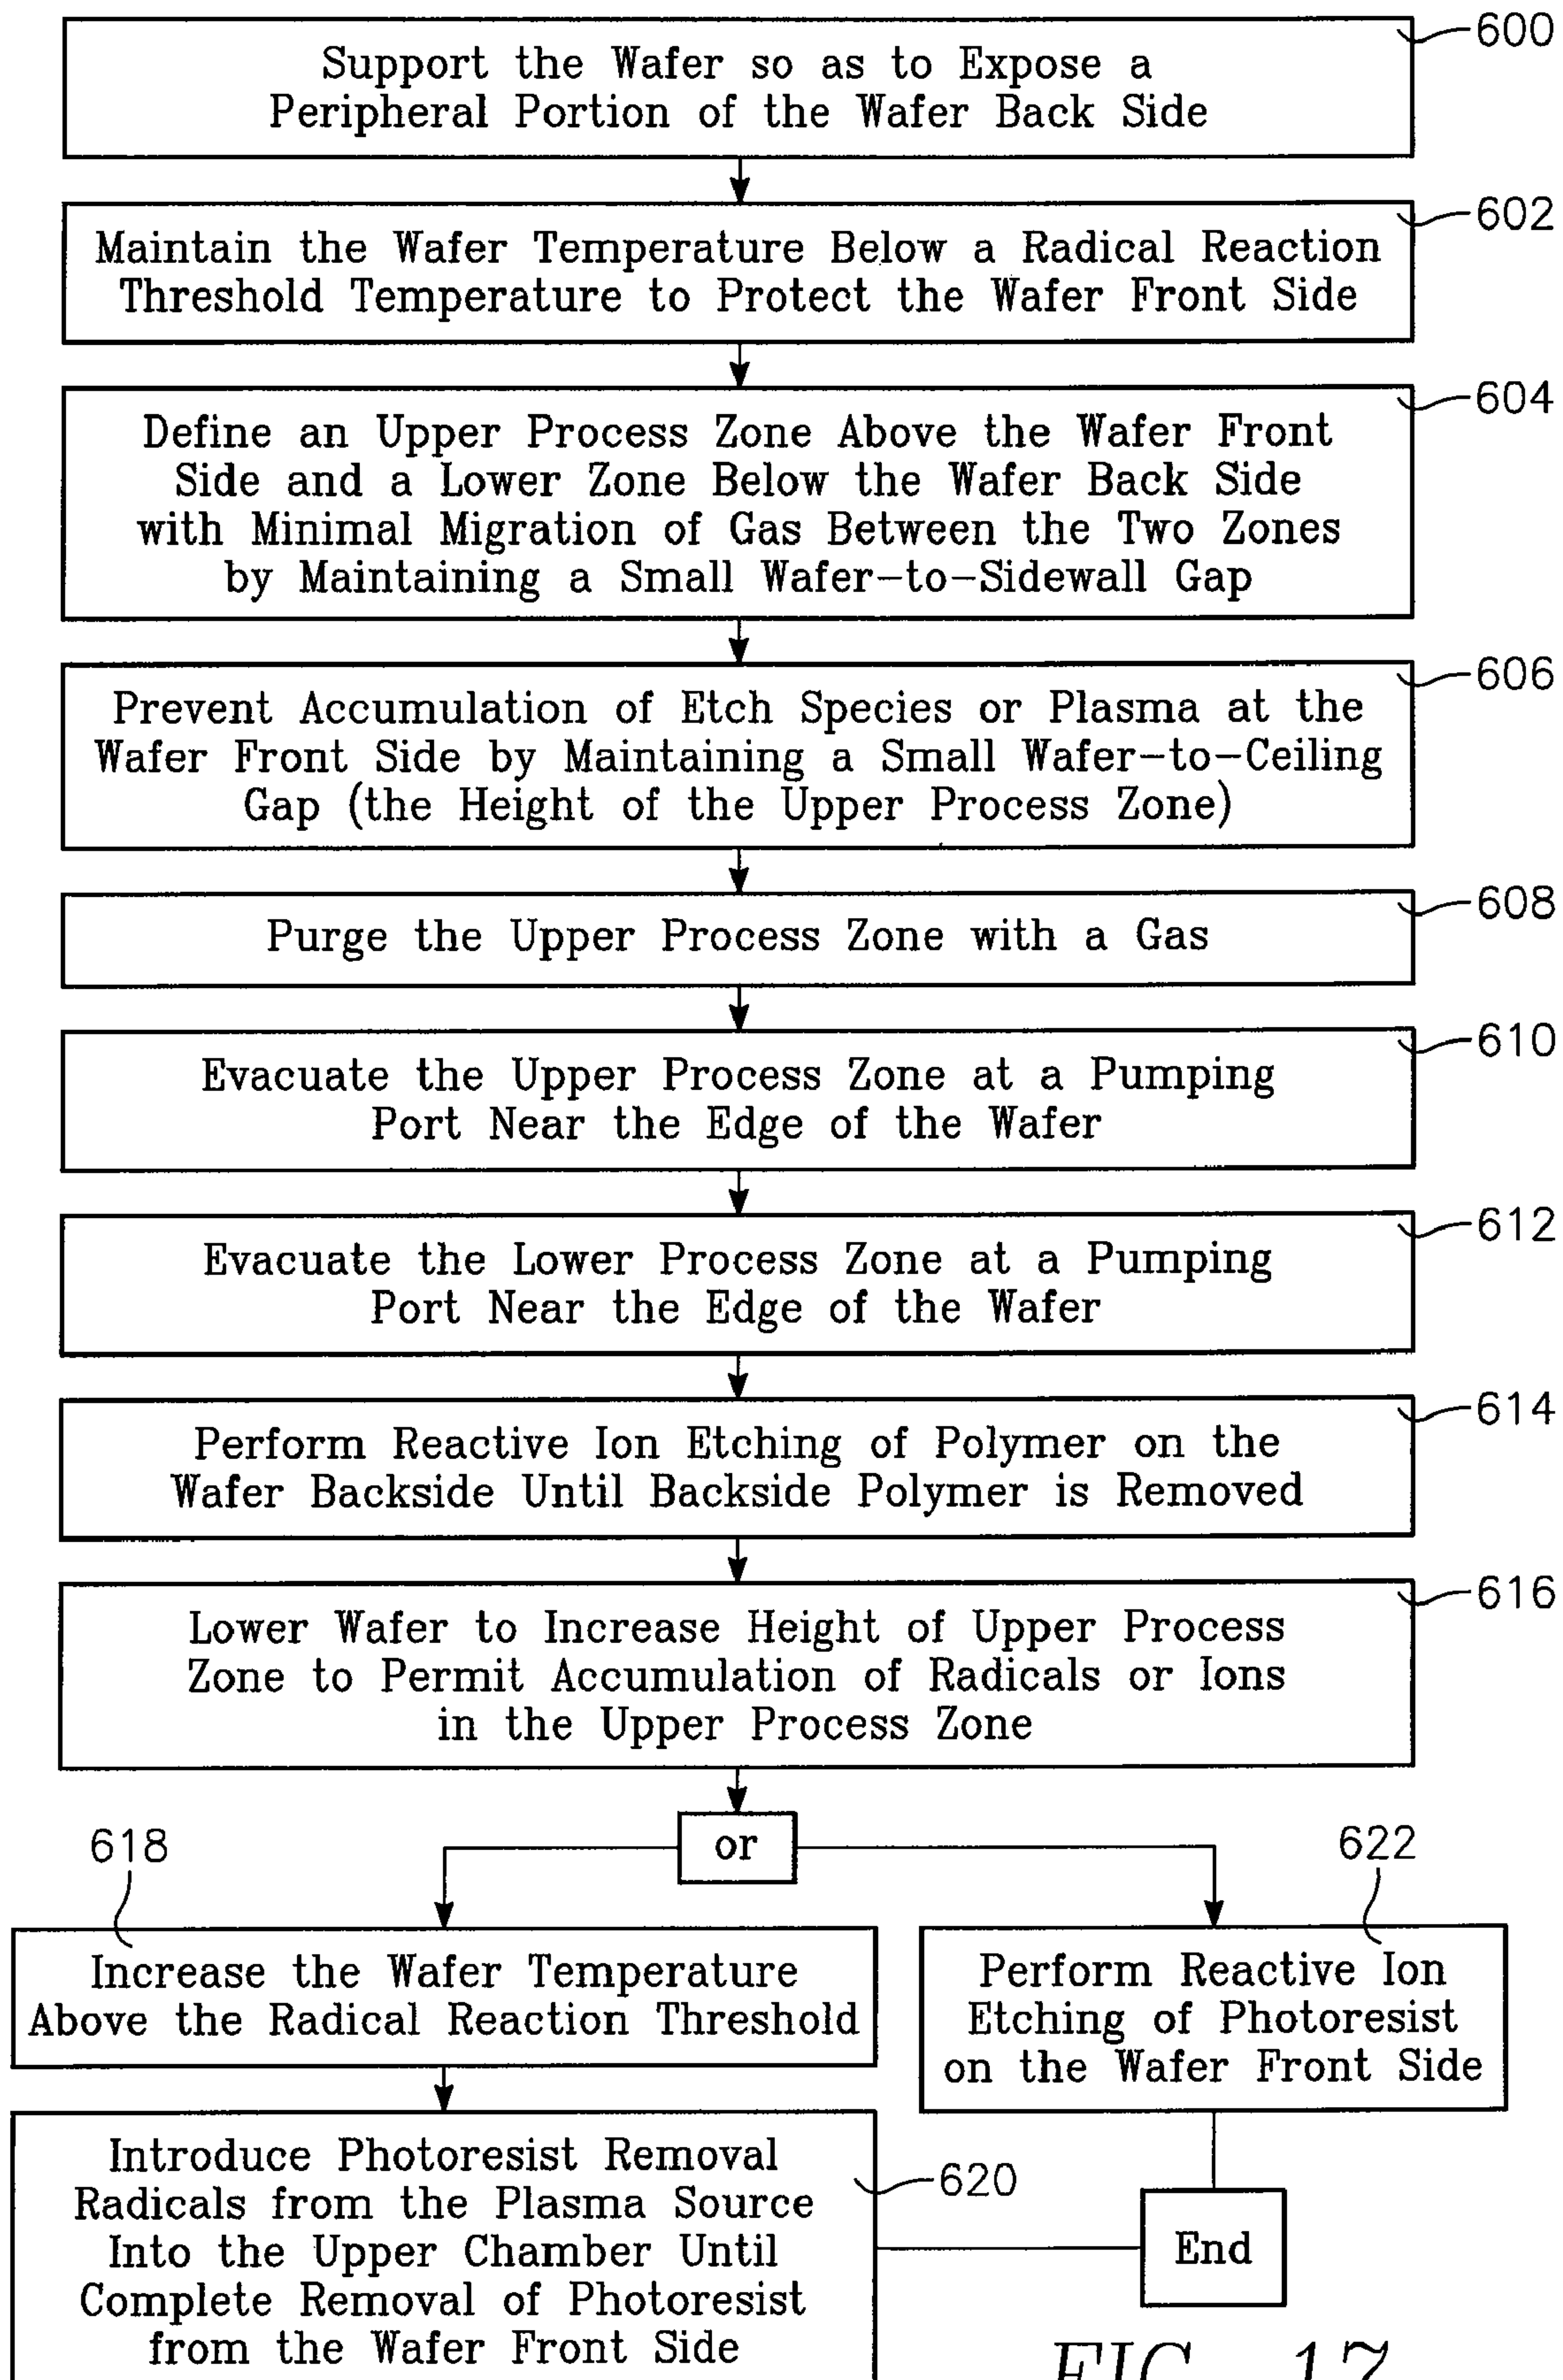 600
Support the Wafer so as to Expose a
Peripheral Portion of the Wafer Back Side
602
Maintain the Wafer Temperature Below a Radical Reaction
Threshold Temperature to Protect the Wafer Front Side
604
Define an Upper Process Zone Above the Wafer Front
Side and a Lower Zone Below the Wafer Back Side
with Minimal Migration of Gas Between the Two Zones
by Maintaining a Small Wafer-to-Sidewall Gap
606
Prevent Accumulation of Etch Species or Plasma at the
Wafer Front Side by Maintaining a Small Wafer-to-Ceiling
Gap (the Height of the Upper Process Zone)
608
Purge the Upper Process Zone with a Gas
610
Evacuate the Upper Process Zone at a Pumping
Port Near the Edge of the Wafer
612
Evacuate the Lower Process Zone at a Pumping
Port Near the Edge of the Wafer
614
Perform Reactive Ion Etching of Polymer on the
Wafer Backside Until Backside Polymer is Removed
616
Lower Wafer to Increase Height of Upper Process
Zone to Permit Accumulation of Radicals or Ions
in the Upper Process Zone
or
618
Increase the Wafer Temperature
Above the Radical Reaction Threshold
622
Perform Reactive Ion
Etching of Photoresist
on the Wafer Front Side
Introduce Photoresist Removal
Radicals from the Plasma Source
Into the Upper Chamber Until
Complete Removal of Photoresist
from the Wafer Front Side
620
End
FIG. 17